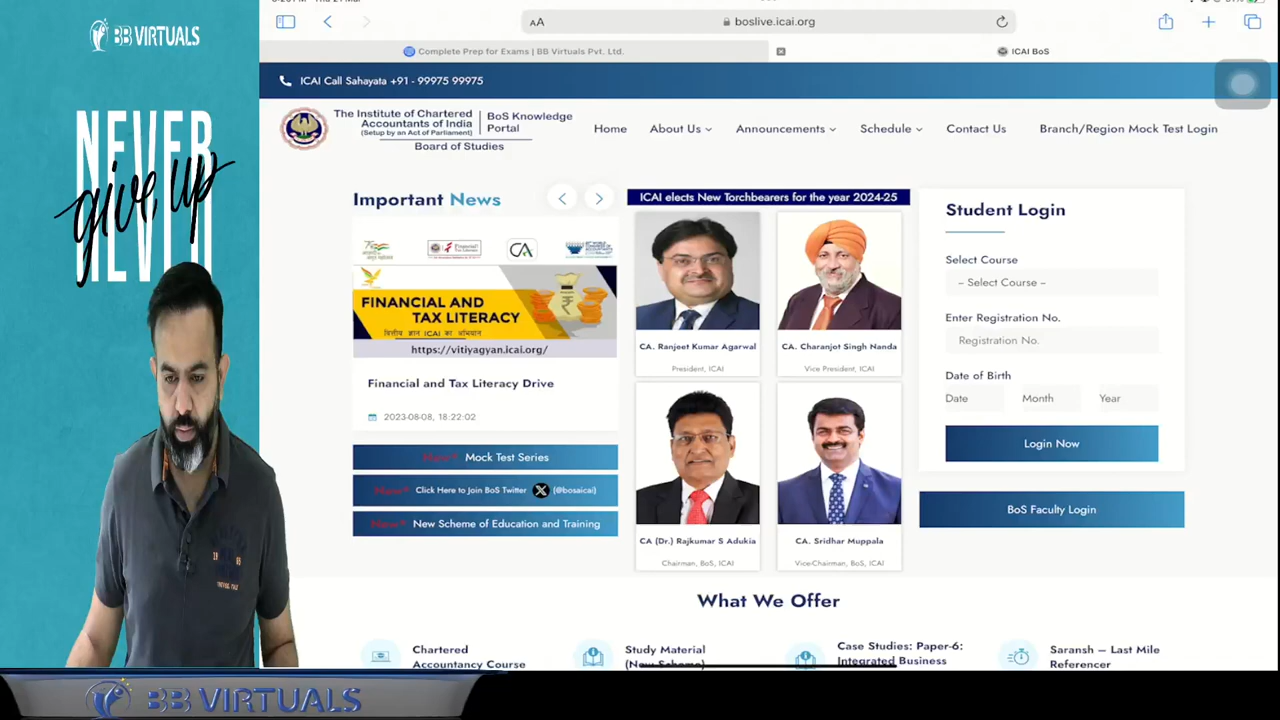 BB VIRTUALS
NEVER
give up
NEVER
boslive.icai.org
AA
Complete Prep for Exams | BB Virtuals Pvt. Ltd.
ICAI BoS
ICAI Call Sahayata +91 - 99975 99975
The Institute of Chartered
Accountants of India
(Setup by an Act of Parliament)
BoS Knowledge
Portal
Board of Studies
Home
About Us
Announcements
Schedule
Contact Us
Branch/Region Mock Test Login
Important News
CA
FINANCIAL AND
TAX LITERACY
वित्तीय ज्ञान ICAI का अभियान
https://vitiyagyan.icai.org/
Financial and Tax Literacy Drive
2023-08-08, 18:22:02
Mock Test Series
Click Here to Join BoS Twitter X (@bosaicai)
New Scheme of Education and Training
ICAI elects New Torchbearers for the year 2024-25
CA. Ranjeet Kumar Agarwal
President, ICAI
CA. Charanjot Singh Nanda
Vice President, ICAI
CA (Dr.) Rajkumar S Adukia
Chairman, BoS, ICAI
CA. Sridhar Muppala
Vice-Chairman, BoS, ICAI
Student Login
Select Course
-- Select Course --
Enter Registration No.
Registration No.
Date of Birth
Date
Month
Year
Login Now
BoS Faculty Login
What We Offer
Chartered
Accountancy Course
Study Material
(New Scheme)
Case Studies: Paper-6:
Integrated Business
Saransh – Last Mile
Referencer
BB VIRTUALS